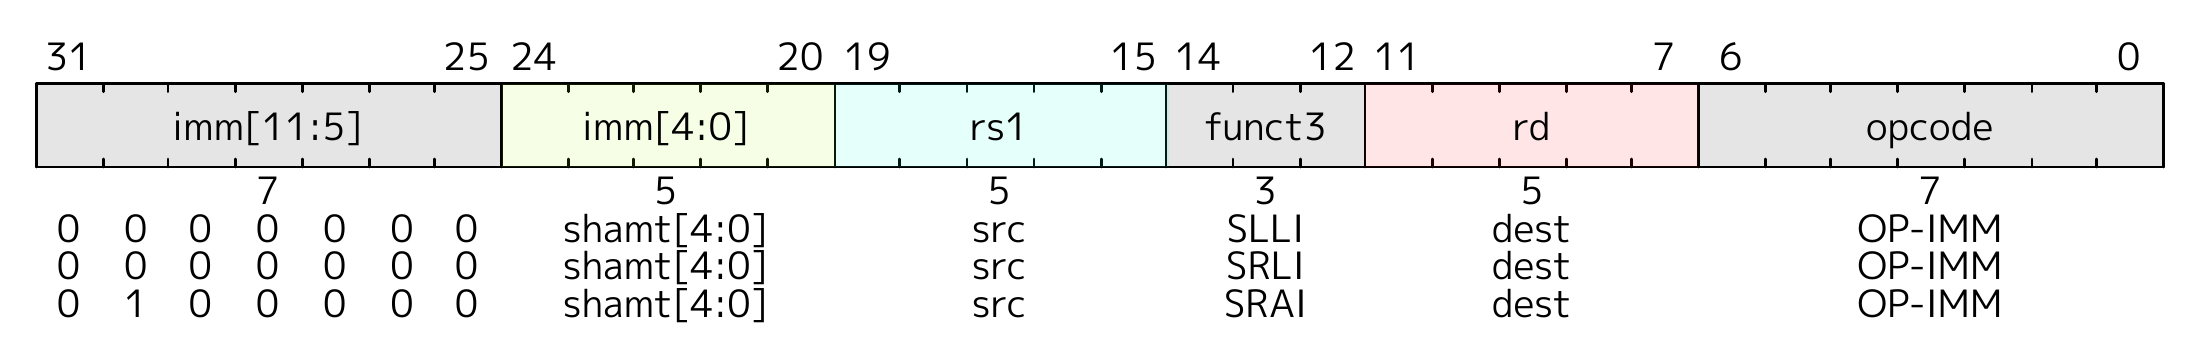 31 25 24 20 19 15 14 12 11 7 6 0
imm[11:5] imm[4:0] rs1 funct3 rd opcode
7 5 5 3 5 7
0 0 0 0 0 0 0 shamt[4:0] src SLLI dest OP-IMM
0 0 0 0 0 0 0 shamt[4:0] src SRLI dest OP-IMM
0 1 0 0 0 0 0 shamt[4:0] src SRAI dest OP-IMM